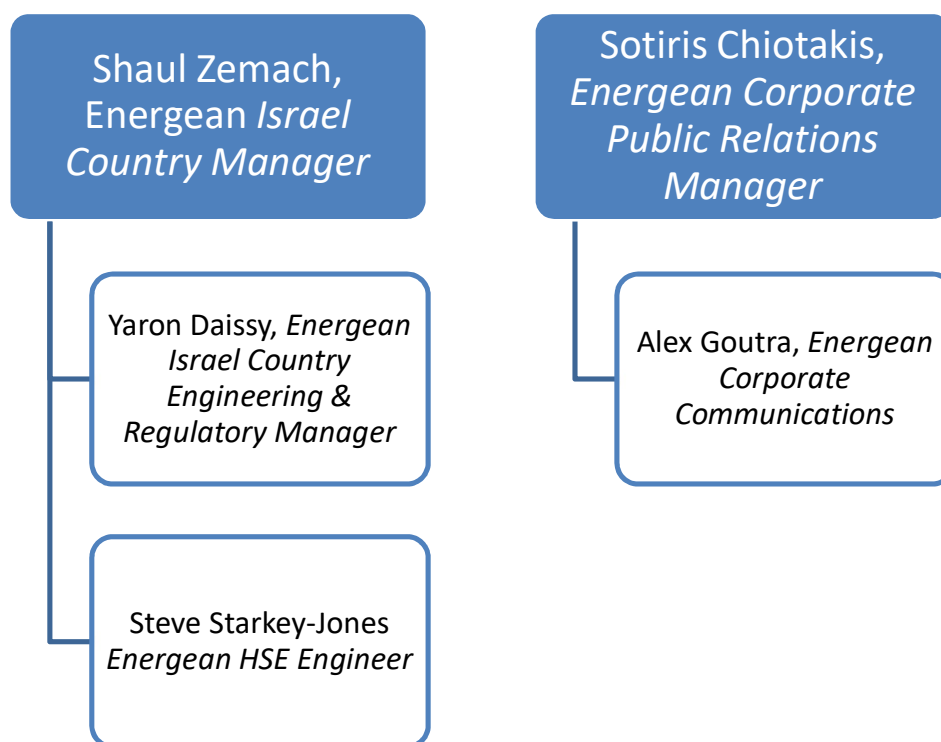 Shaul Zemach,
Energean Israel
Country Manager
Yaron Daissy, Energean
Israel Country
Engineering &
Regulatory Manager
Steve Starkey-Jones
Energean HSE Engineer
Sotiris Chiotakis,
Energean Corporate
Public Relations
Manager
Alex Goutra, Energean
Corporate
Communications